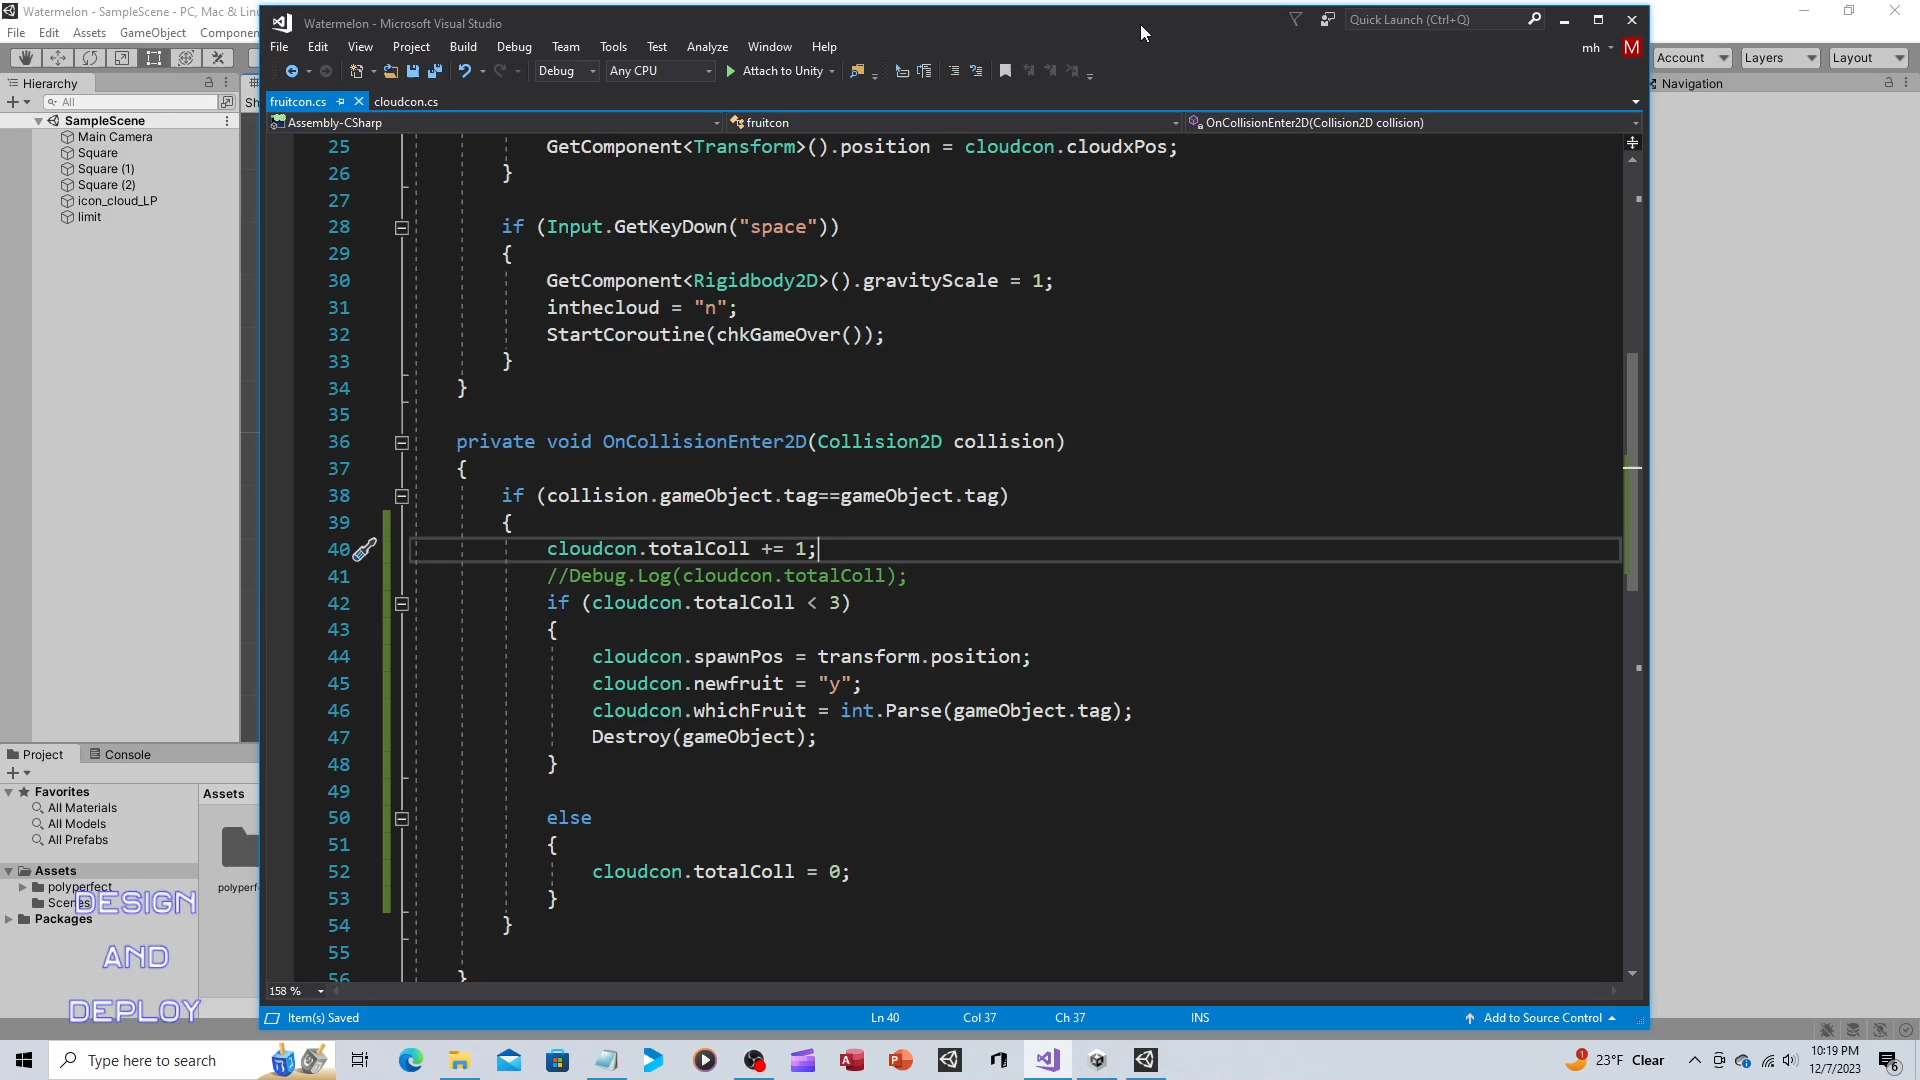 Watermelon - SampleScene - PC, Mac & Lin
File Edit Assets GameObject Componen
Hierarchy
All
Sh
SampleScene
Main Camera
Square
Square (1)
Square (2)
icon_cloud_LP
limit
Project Console
Favorites
All Materials
All Models
All Prefabs
Assets
polyperfect
Scenes
Packages
Assets
polyperf
DESIGN
AND
DEPLOY
Watermelon - Microsoft Visual Studio
Quick Launch (Ctrl+Q)
File Edit View Project Build Debug Team Tools Test Analyze Window Help
mh M
Debug Any CPU Attach to Unity
fruitcon.cs cloudcon.cs
Assembly-CSharp fruitcon OnCollisionEnter2D(Collision2D collision)
25 GetComponent<Transform>().position = cloudcon.cloudxPos;
26 }
27
28 if (Input.GetKeyDown("space"))
29 {
30 GetComponent<Rigidbody2D>().gravityScale = 1;
31 inthecloud = "n";
32 StartCoroutine(chkGameOver());
33 }
34 }
35
36 private void OnCollisionEnter2D(Collision2D collision)
37 {
38 if (collision.gameObject.tag==gameObject.tag)
39 {
40 cloudcon.totalColl += 1;
41 //Debug.Log(cloudcon.totalColl);
42 if (cloudcon.totalColl < 3)
43 {
44 cloudcon.spawnPos = transform.position;
45 cloudcon.newfruit = "y";
46 cloudcon.whichFruit = int.Parse(gameObject.tag);
47 Destroy(gameObject);
48 }
49
50 else
51 {
52 cloudcon.totalColl = 0;
53 }
54 }
55
56 }
158 %
Item(s) Saved Ln 40 Col 37 Ch 37 INS Add to Source Control
Account Layers Layout
Navigation
Type here to search
1 23°F Clear
10:19 PM
12/7/2023
6